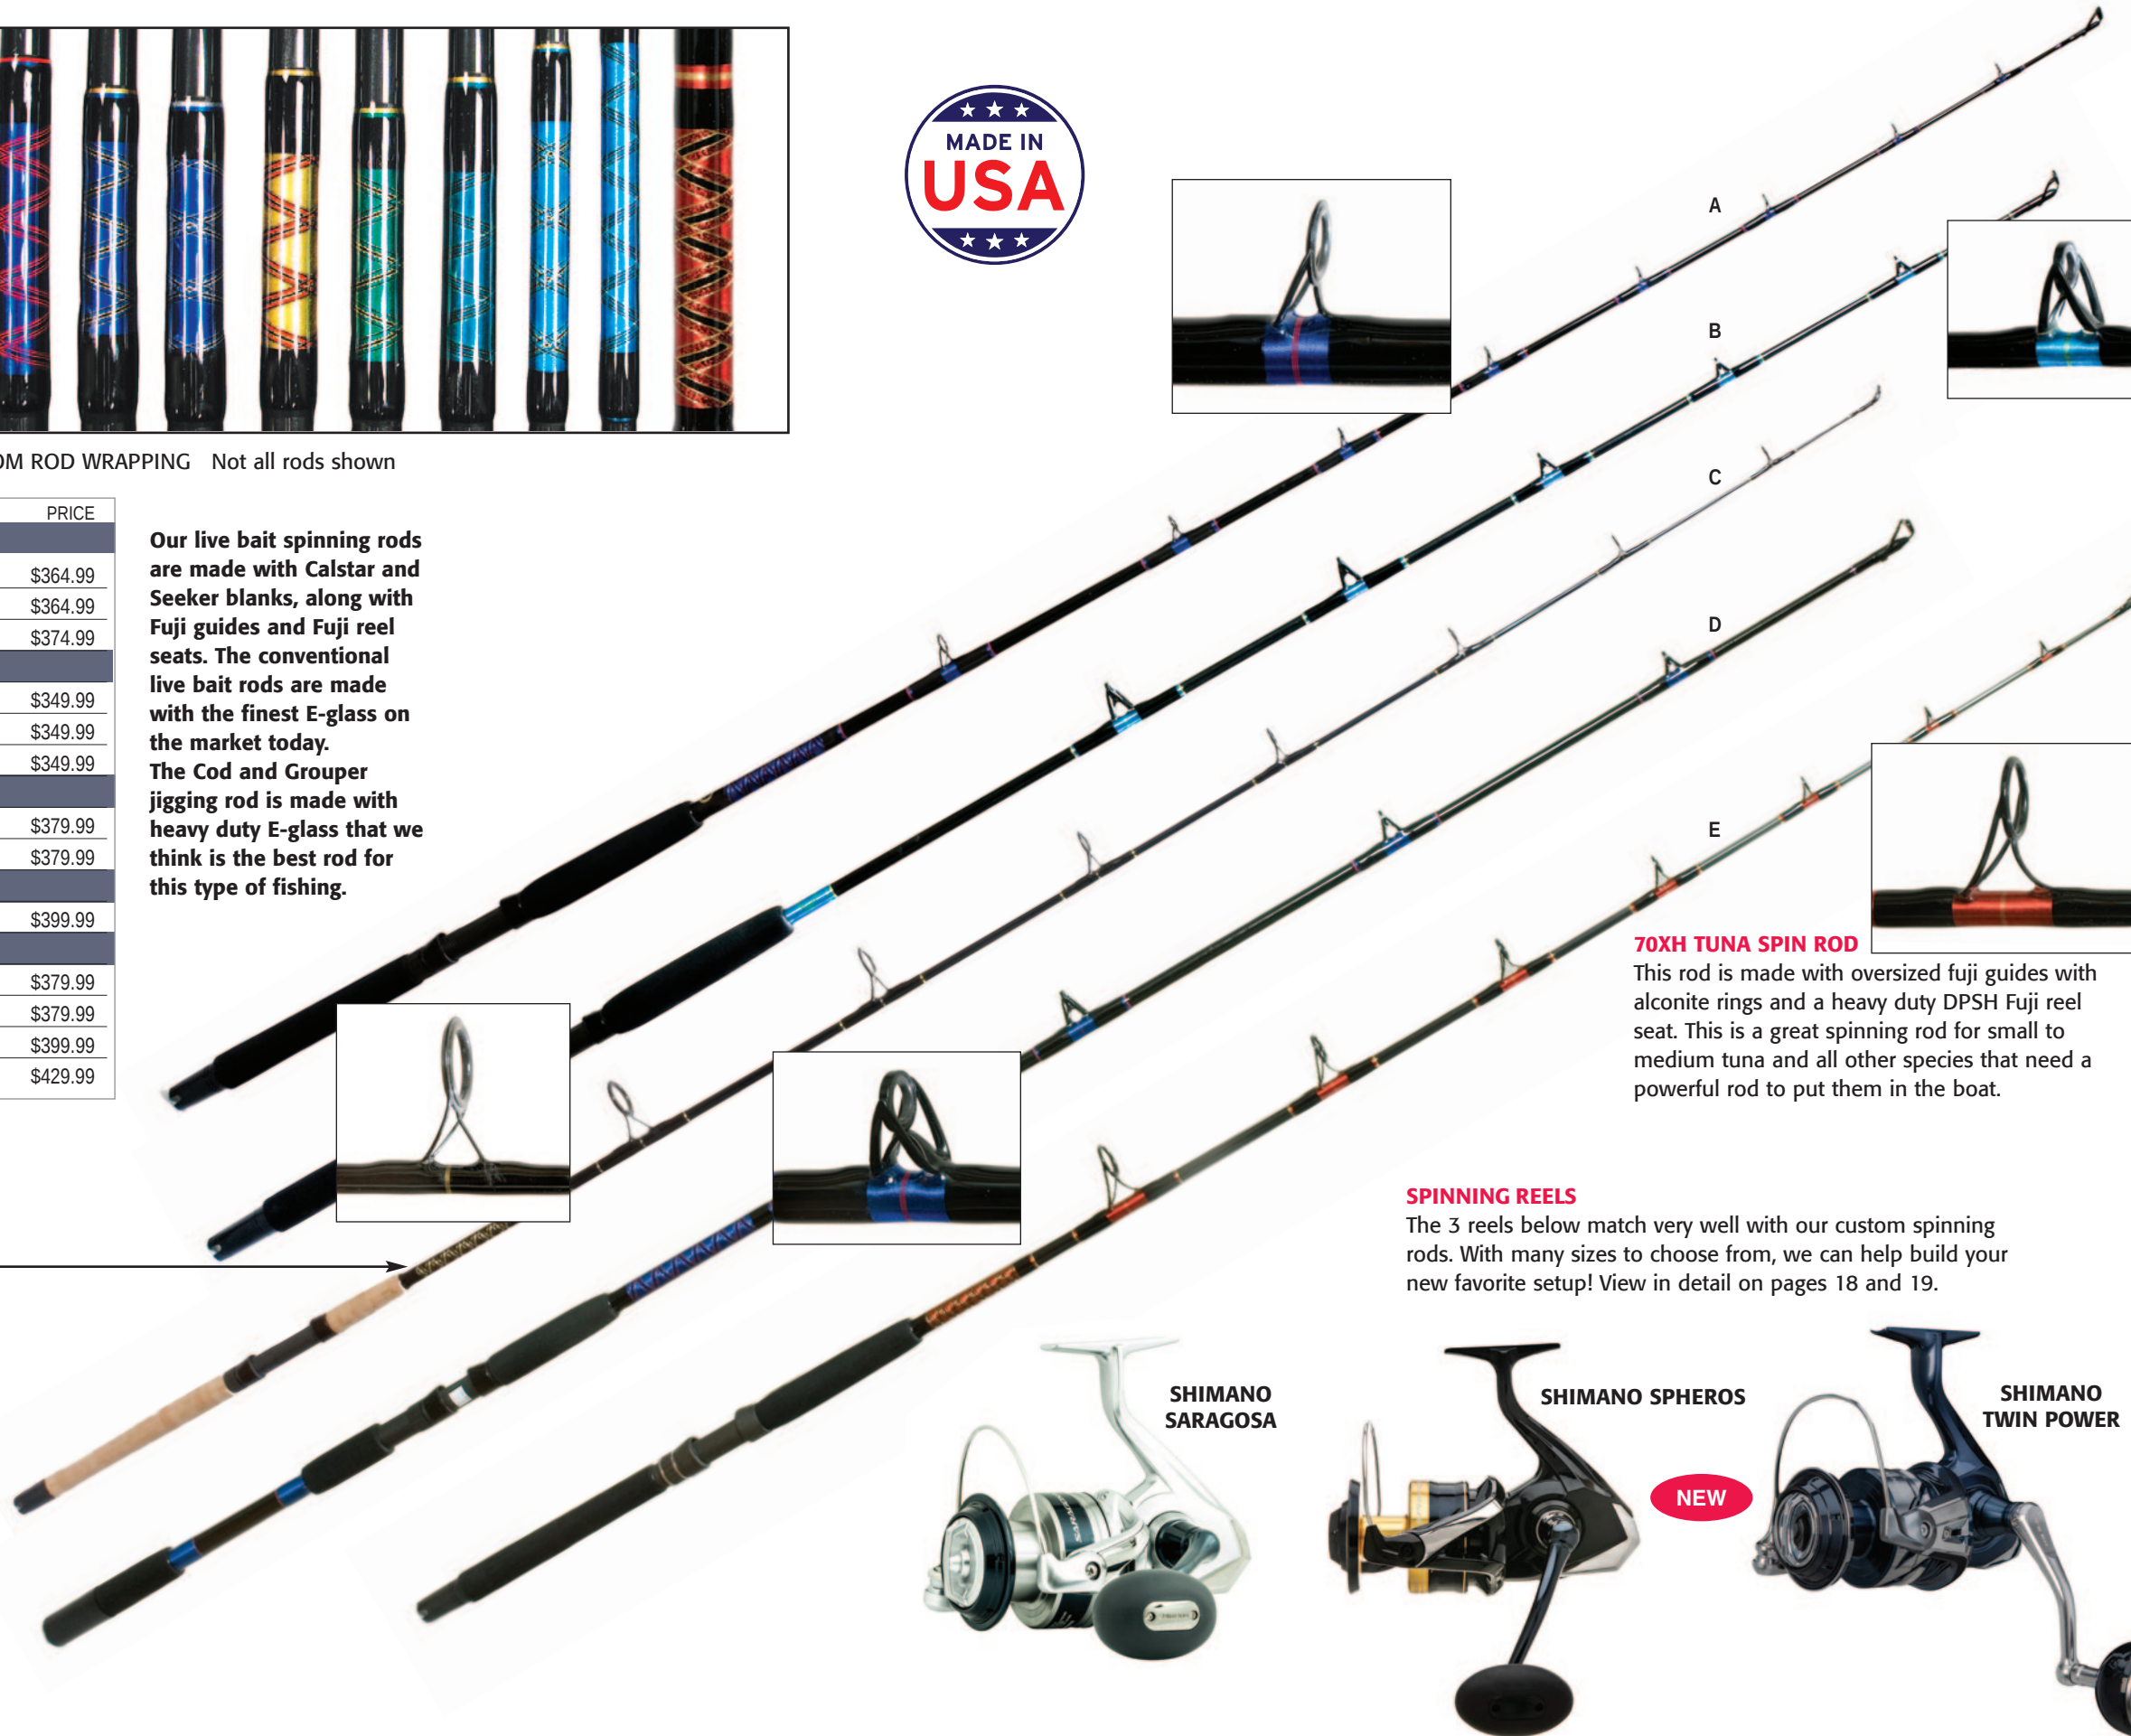 MADE IN
USA
ROD WRAPPING Not all rods shown
PRICE
$364.99
$364.99
$374.99
$349.99
$349.99
$349.99
$379.99
$379.99
$399.99
$379.99
$379.99
$399.99
$429.99
Our live bait spinning rods
are made with Calstar and
Seeker blanks, along with
Fuji guides and Fuji reel
seats. The conventional
live bait rods are made
with the finest E-glass on
the market today.
The Cod and Grouper
jigging rod is made with
heavy duty E-glass that we
think is the best rod for
this type of fishing.
A
B
C
D
E
70XH TUNA SPIN ROD
This rod is made with oversized fuji guides with
alconite rings and a heavy duty DPSH Fuji reel
seat. This is a great spinning rod for small to
medium tuna and all other species that need a
powerful rod to put them in the boat.
SPINNING REELS
The 3 reels below match very well with our custom spinning
rods. With many sizes to choose from, we can help build your
new favorite setup! View in detail on pages 18 and 19.
SHIMANO
SARAGOSA
SHIMANO SPHEROS
NEW
SHIMANO
TWIN POWER